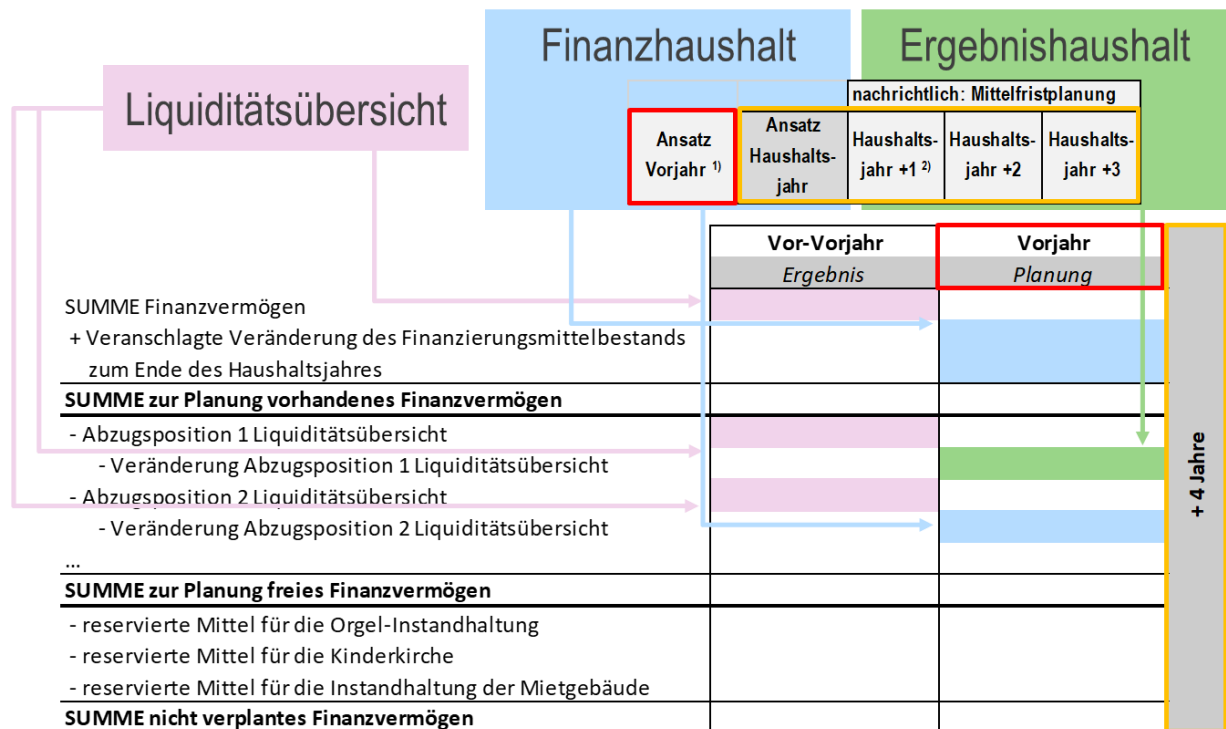 Finanzhaushalt
Ergebnishaushalt
Liquiditätsübersicht
nachrichtlich: Mittelfristplanung
Ansatz
Vorjahr 1)
Ansatz
Haushalts-
jahr
Haushalts-
jahr +1 2)
Haushalts-
jahr +2
Haushalts-
jahr +3
Vor-Vorjahr
Vorjahr
Ergebnis
Planung
SUMME Finanzvermögen
+ Veranschlagte Veränderung des Finanzierungsmittelbestands
zum Ende des Haushaltsjahres
SUMME zur Planung vorhandenes Finanzvermögen
- Abzugsposition 1 Liquiditätsübersicht
- Veränderung Abzugsposition 1 Liquiditätsübersicht
- Abzugsposition 2 Liquiditätsübersicht
- Veränderung Abzugsposition 2 Liquiditätsübersicht
...
SUMME zur Planung freies Finanzvermögen
- reservierte Mittel für die Orgel-Instandhaltung
- reservierte Mittel für die Kinderkirche
- reservierte Mittel für die Instandhaltung der Mietgebäude
SUMME nicht verplantes Finanzvermögen
+ 4 Jahre